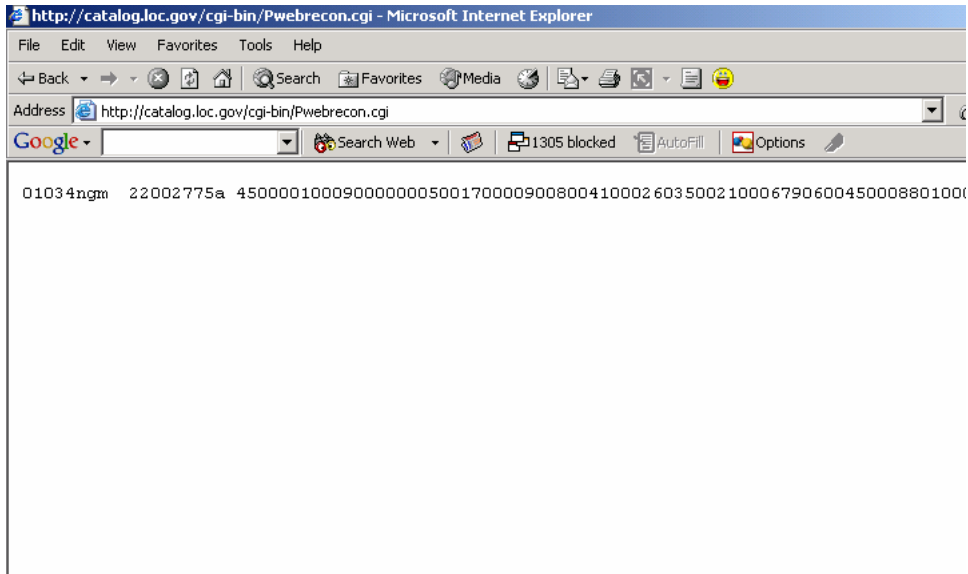 http://catalog.loc.gov/cgi-bin/Pwebrecon.cgi - Microsoft Internet Explorer
File Edit View Favorites Tools Help
Back Search Favorites Media
Address http://catalog.loc.gov/cgi-bin/Pwebrecon.cgi
Google Search Web 1305 blocked AutoFill Options
01034ngm 22002775a 45000010009000000050017000090080041000260350021000679060045000880100